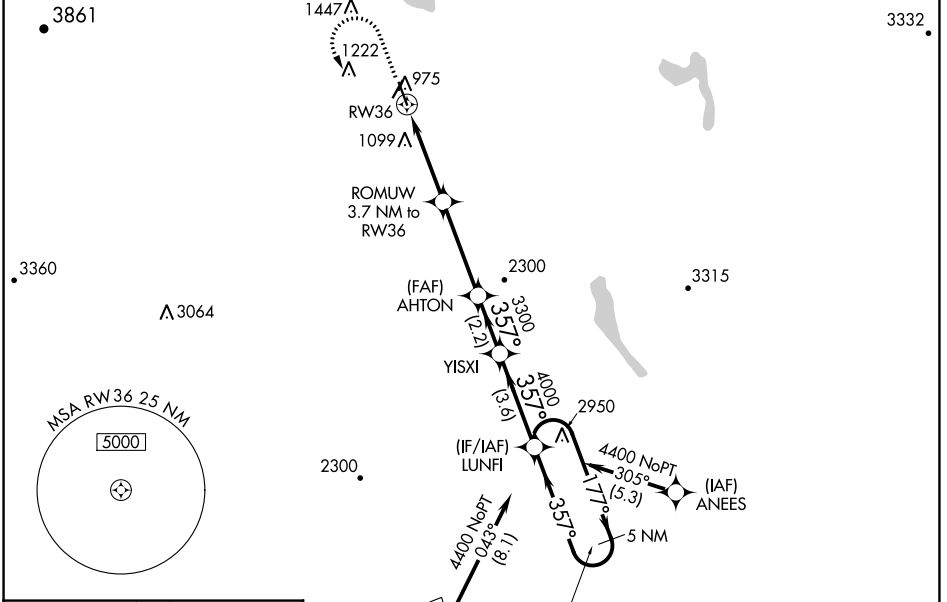 1447
3861
3332
1222
975
RW36
1099
ROMUW
3.7 NM to
RW36
3360
2300
3315
(FAF)
AHTON
3300
357°
(2.2)
3064
YISXI
4000
357°
(3.6)
MSA RW36 25 NM
5000
2950
(IF/IAF)
LUNFI
4400 NoPT
305°
(5.3)
(IAF)
ANEES
2300
177°
357°
4400 NoPT
043°
(8.1)
5 NM